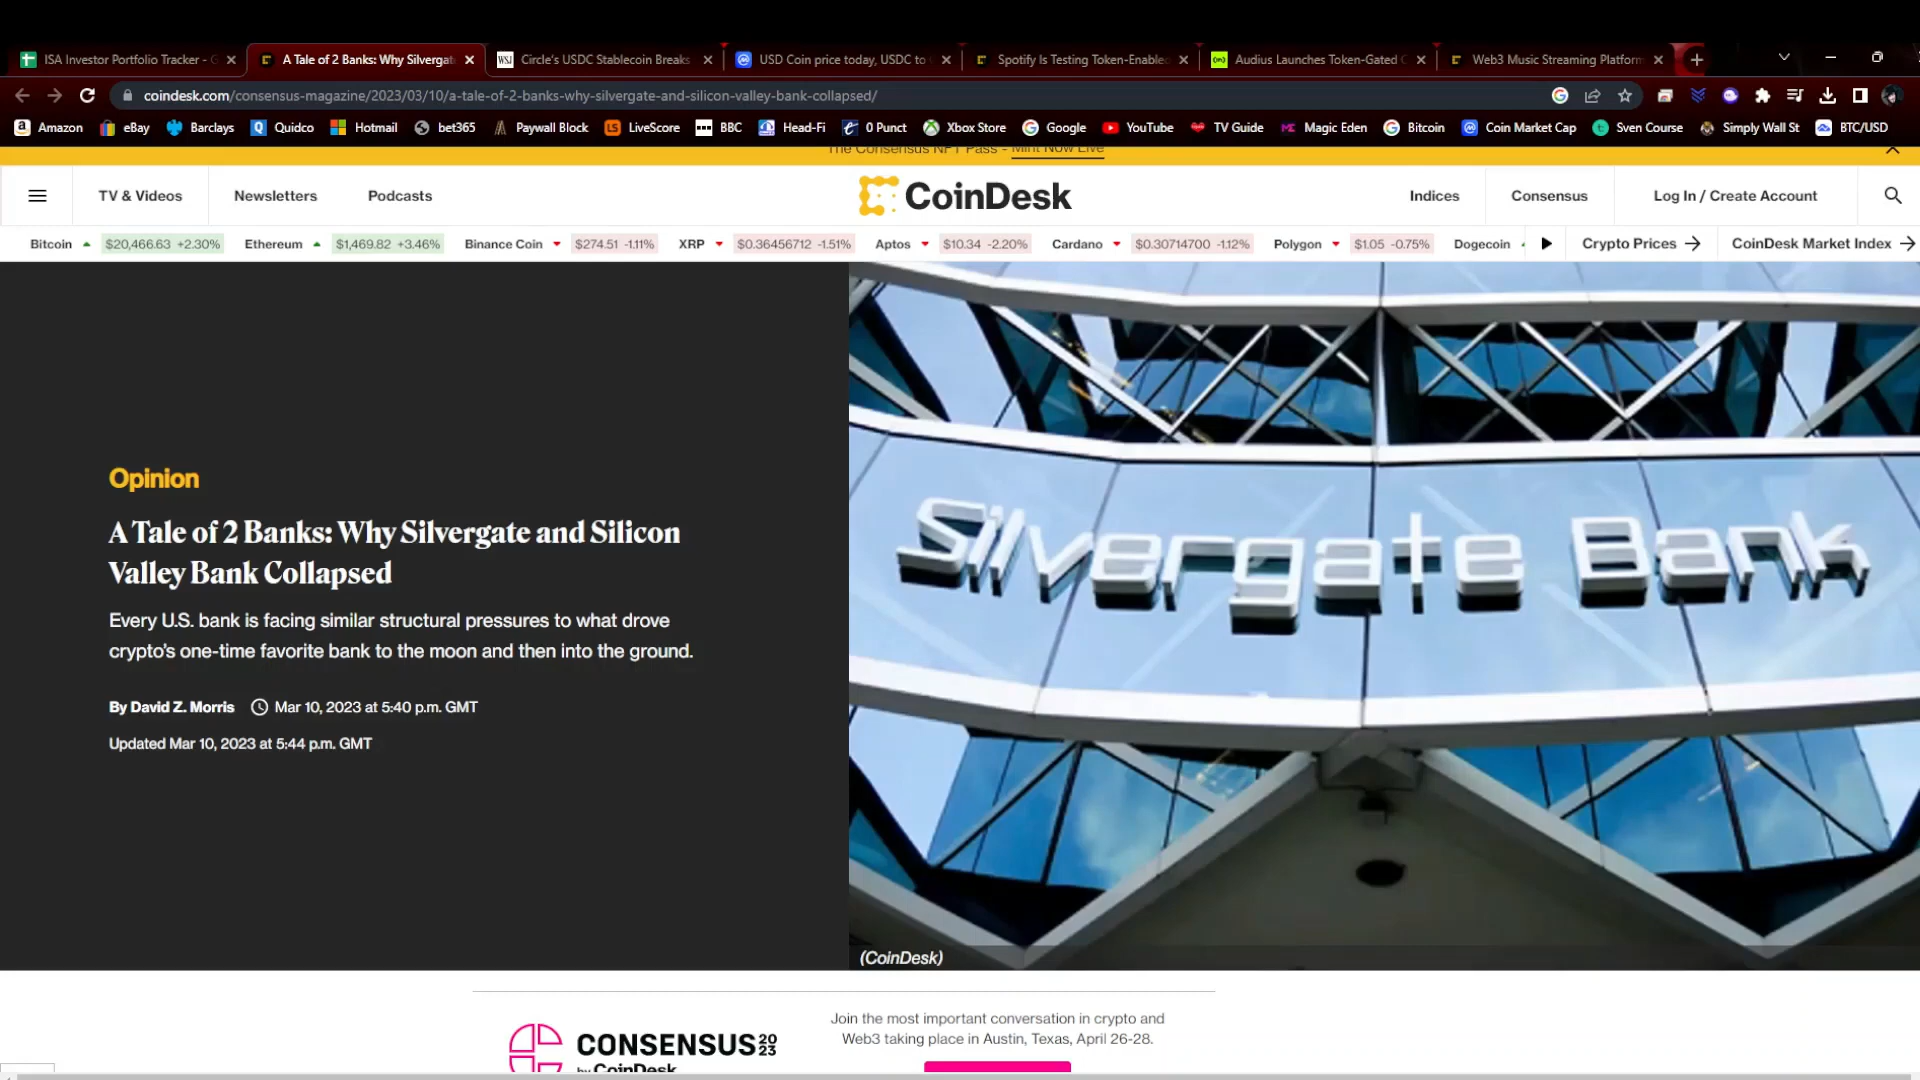 ISA Investor Portfolio Tracker - G
A Tale of 2 Banks: Why Silvergat
WSJ
Circle's USDC Stablecoin Breaks
USD Coin price today, USDC to
Spotify Is Testing Token-Enable
Audius Launches Token-Gated C
Web3 Music Streaming Platform
coindesk.com/consensus-magazine/2023/03/10/a-tale-of-2-banks-why-silvergate-and-silicon-valley-bank-collapsed/
Amazon eBay Barclays Quidco Hotmail bet365 Paywall Block LiveScore BBC Head-Fi 0 Punct Xbox Store Google YouTube TV Guide Magic Eden Bitcoin Coin Market Cap Sven Course Simply Wall St BTC/USD
The Consensus NFT Pass - Mint Now Live
TV & Videos Newsletters Podcasts CoinDesk Indices Consensus Log In / Create Account
Bitcoin $20,466.63 +2.30% Ethereum $1,469.82 +3.46% Binance Coin $274.51 -1.11% XRP $0.36456712 -1.51% Aptos $10.34 -2.20% Cardano $0.30714700 -1.12% Polygon $1.05 -0.75% Dogecoin Crypto Prices CoinDesk Market Index
Opinion
A Tale of 2 Banks: Why Silvergate and Silicon
Valley Bank Collapsed
Every U.S. bank is facing similar structural pressures to what drove
crypto's one-time favorite bank to the moon and then into the ground.
By David Z. Morris Mar 10, 2023 at 5:40 p.m. GMT
Updated Mar 10, 2023 at 5:44 p.m. GMT
Silvergate Bank
(CoinDesk)
CONSENSUS 2023
by CoinDesk
Join the most important conversation in crypto and
Web3 taking place in Austin, Texas, April 26-28.